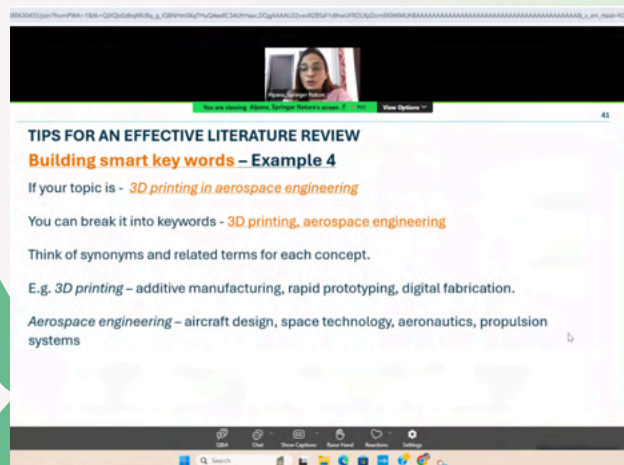 Alpana, Springer Nature
You are viewing Alpana, Springer Nature's screen
View Options
41
TIPS FOR AN EFFECTIVE LITERATURE REVIEW
Building smart key words – Example 4
If your topic is - 3D printing in aerospace engineering
You can break it into keywords - 3D printing, aerospace engineering
Think of synonyms and related terms for each concept.
E.g. 3D printing – additive manufacturing, rapid prototyping, digital fabrication.
Aerospace engineering – aircraft design, space technology, aeronautics, propulsion
systems
Q&A Chat Show Captions Raise Hand Reactions Settings
Search